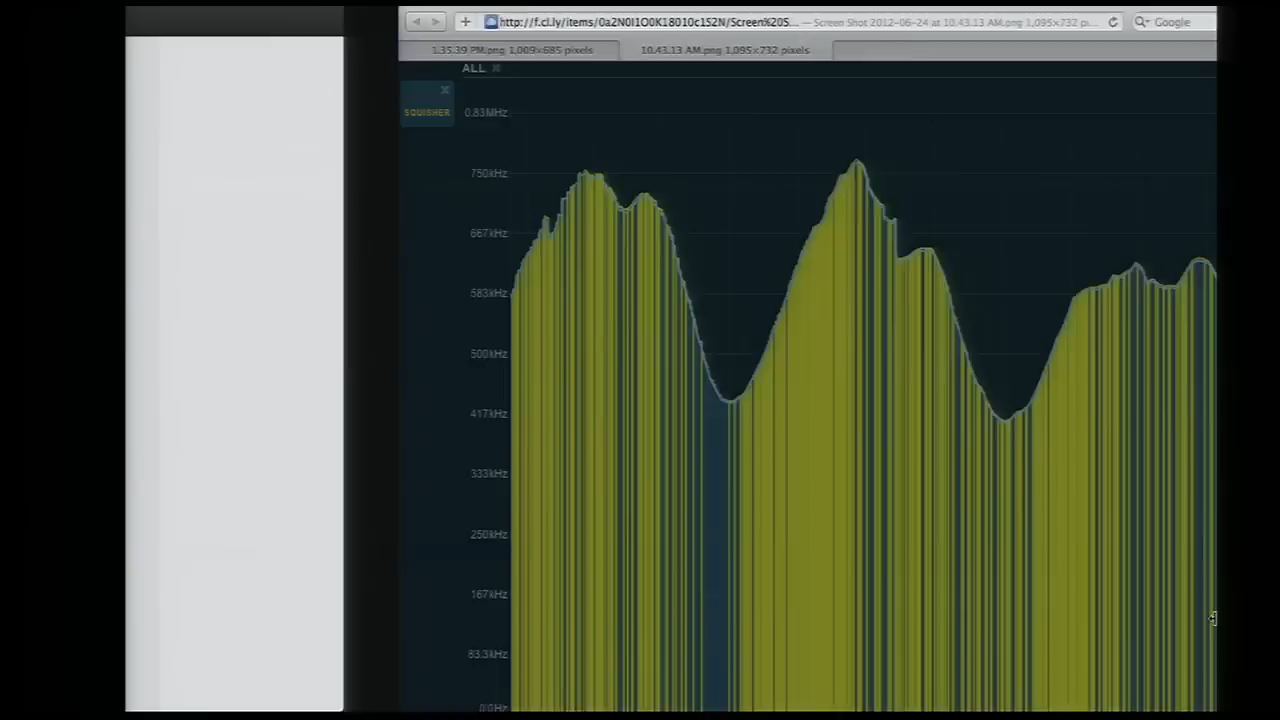 http://f.cl.ly/items/0a2N0I1O0K18010c152N/Screen%20S... — Screen Shot 2012-06-24 at 10.43.13 AM.png 1,095×732 pi...
Google
1.35.39 PM.png 1,009×685 pixels
10.43.13 AM.png 1,095×732 pixels
ALL
SQUISHER
0.83MHz
750kHz
667kHz
583kHz
500kHz
417kHz
333kHz
250kHz
167kHz
83.3kHz
0.0Hz